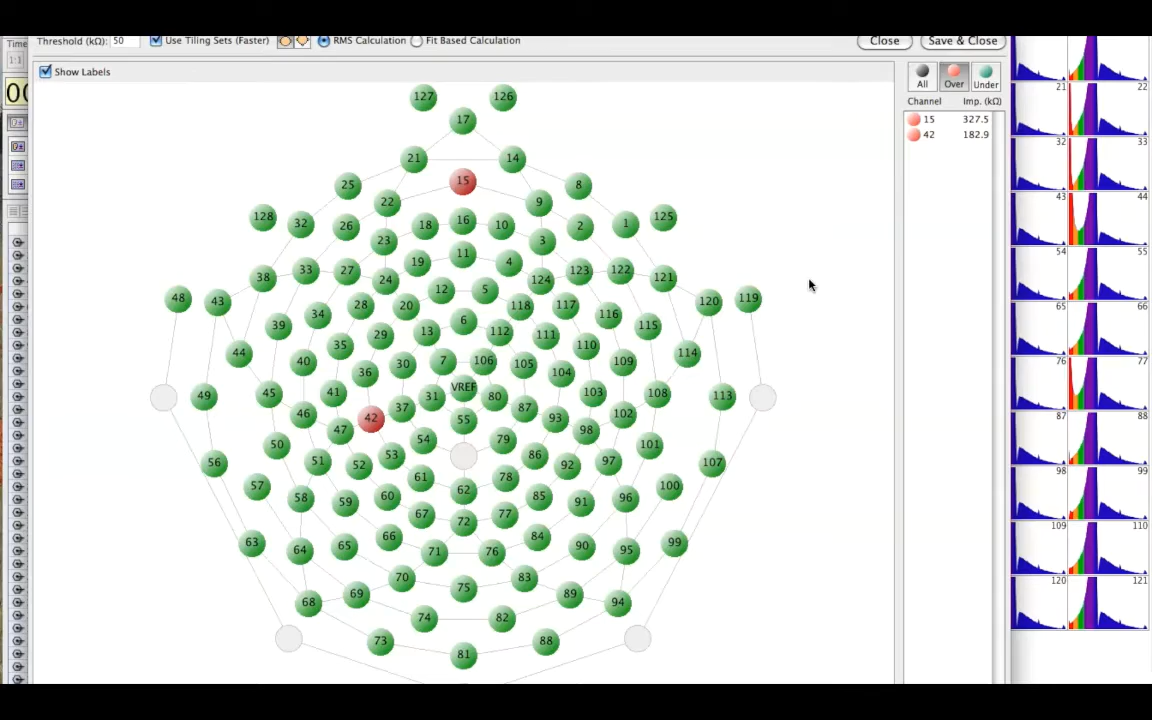 Time
Threshold (kΩ): 50 Use Tiling Sets (Faster) RMS Calculation Fit Based Calculation Close Save & Close
1:1
Show Labels
All Over Under
Channel Imp. (kΩ)
15 327.5
42 182.9
127 126
17
21 14
25 15 8
22 9
128 32 26 18 16 10 2 1 125
23 3
19 11 4
38 33 27 24 124 123 122 121
48 43 28 20 12 5 118 117 120 119
39 34 29 13 6 112 111 116 115
44 40 35 36 30 7 106 105 104 110 109 114
VREF
49 45 41 42 37 31 80 87 93 103 108 113
46 47 55 98 102
50 51 52 53 54 79 86 92 97 101
56 57 58 59 60 61 62 78 85 91 96 100 107
67 72 77
63 64 65 66 71 76 84 90 95 99
70 75 83
68 69 74 82 89 94
73 81 88
21 22
32 33
43 44
54 55
65 66
76 77
87 88
98 99
109 110
120 121